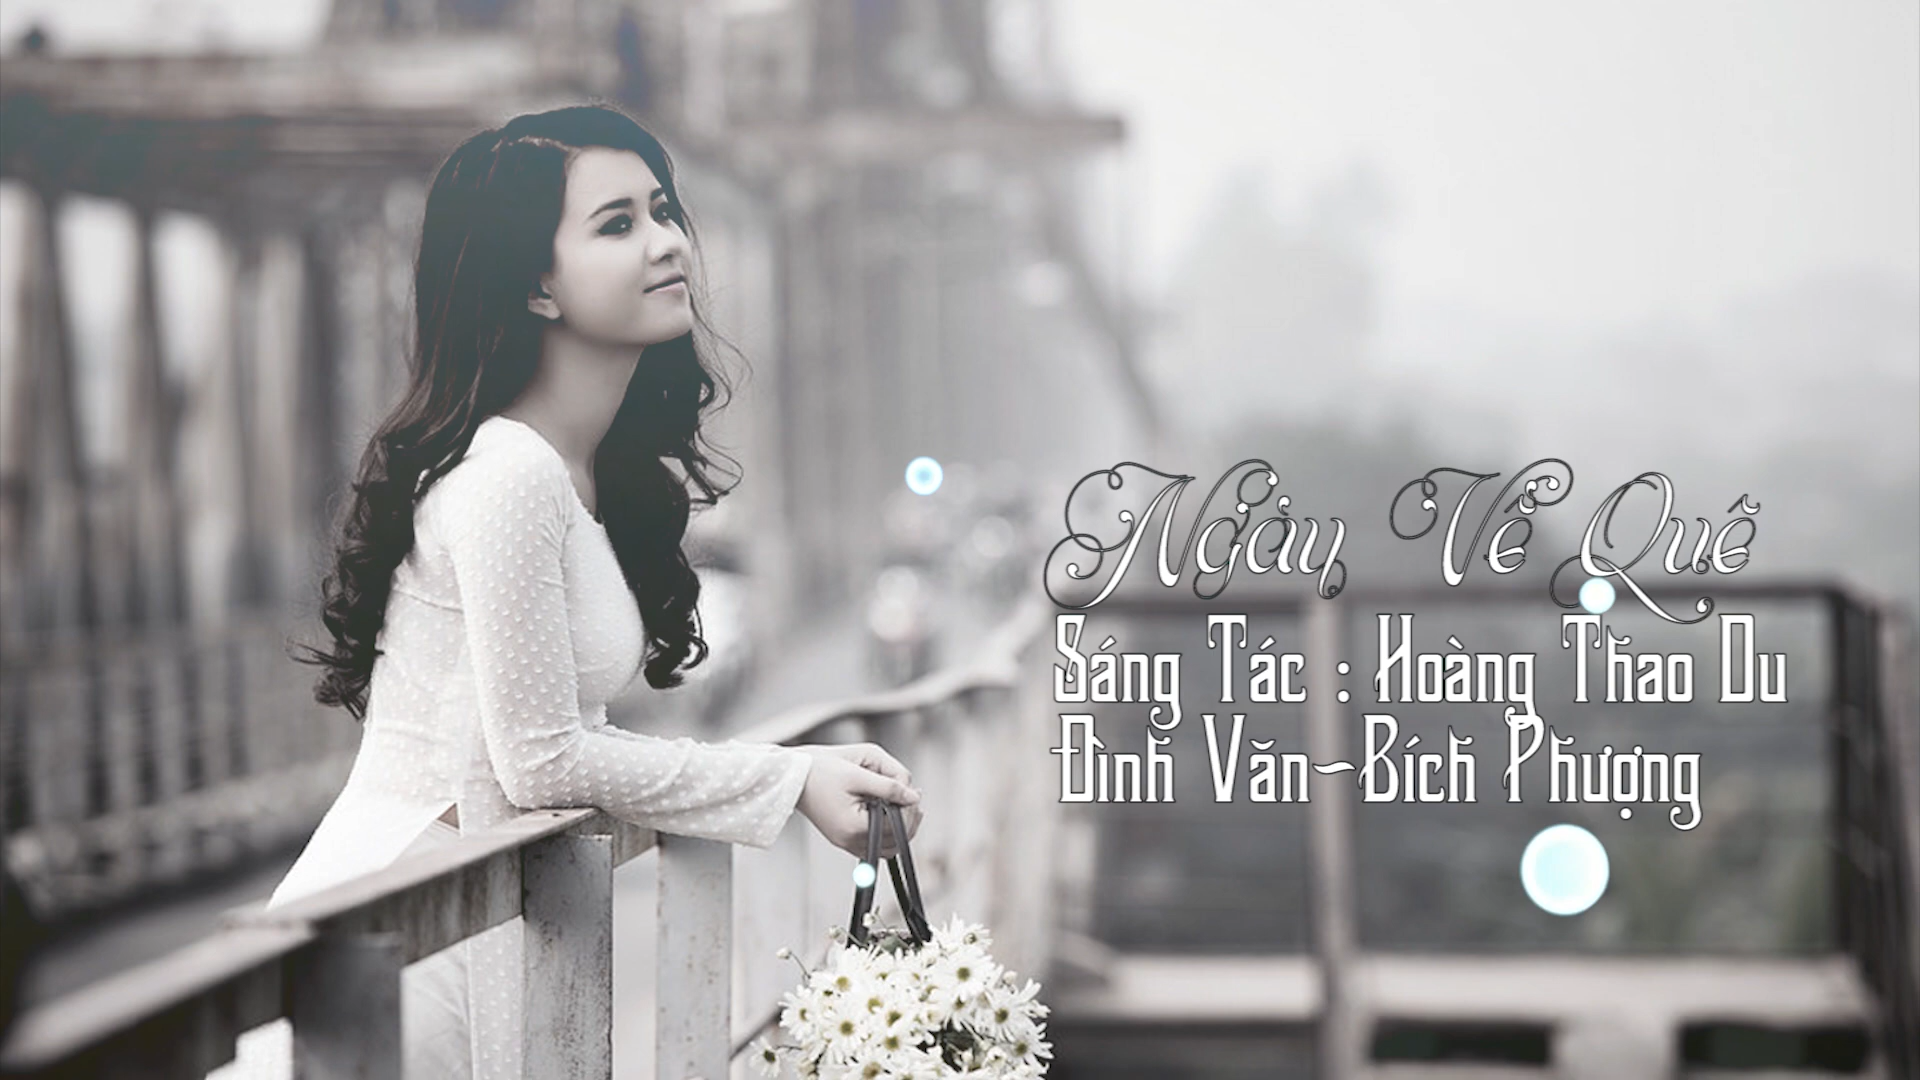 Ngày Về Quê
Sáng Tác : Hoàng Thao Du
Đình Văn~Bích Phượng